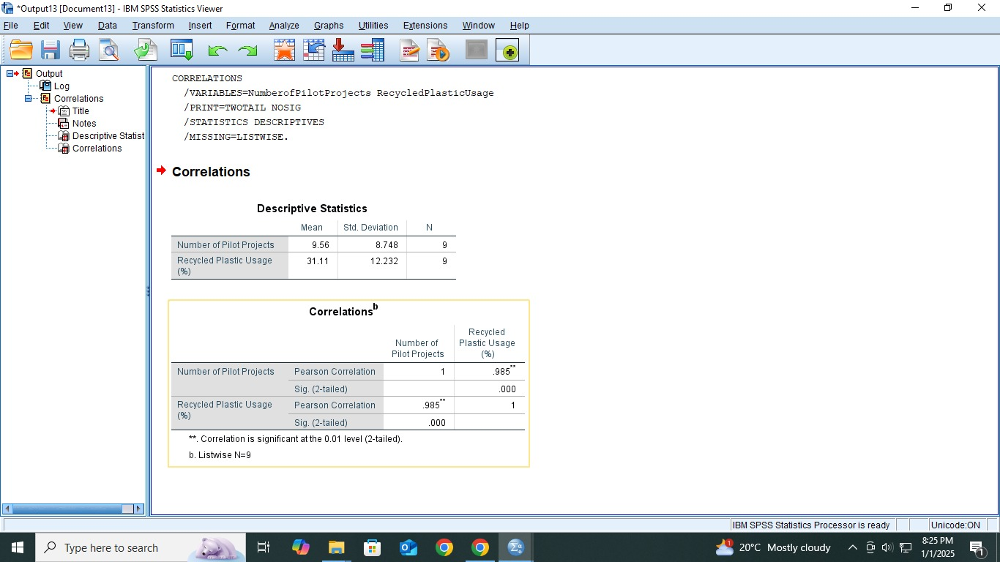 *Output13 [Document13] - IBM SPSS Statistics Viewer
File Edit View Data Transform Insert Format Analyze Graphs Utilities Extensions Window Help
Output
Log
Correlations
Title
Notes
Descriptive Statist
Correlations
CORRELATIONS
/VARIABLES=NumberofPilotProjects RecycledPlasticUsage
/PRINT=TWOTAIL NOSIG
/STATISTICS DESCRIPTIVES
/MISSING=LISTWISE.
Correlations
Descriptive Statistics
Mean Std. Deviation N
Number of Pilot Projects 9.56 8.748 9
Recycled Plastic Usage 31.11 12.232 9
(%)
Correlations b
Recycled
Number of Plastic Usage
Pilot Projects (%)
Number of Pilot Projects Pearson Correlation 1 .985**
Sig. (2-tailed) .000
Recycled Plastic Usage Pearson Correlation .985** 1
(%)
Sig. (2-tailed) .000
**. Correlation is significant at the 0.01 level (2-tailed).
b. Listwise N=9
IBM SPSS Statistics Processor is ready Unicode:ON
Type here to search
20°C Mostly cloudy
8:25 PM
1/1/2025
1
1